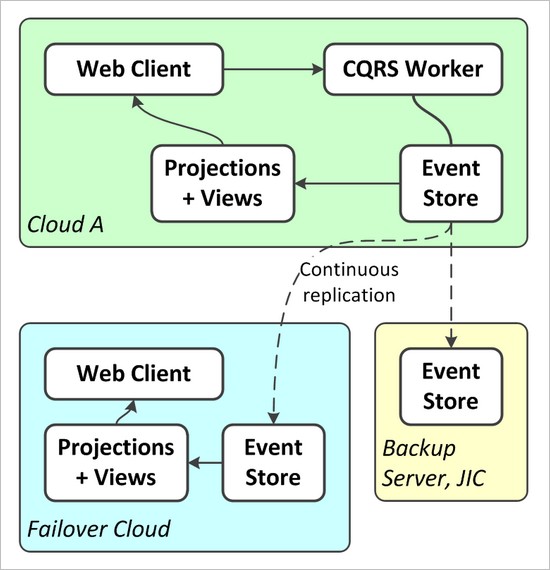 Web Client
CQRS Worker
Projections
+ Views
Event
Store
Cloud A
Continuous
replication
Web Client
Projections
+ Views
Event
Store
Failover Cloud
Event
Store
Backup
Server, JIC